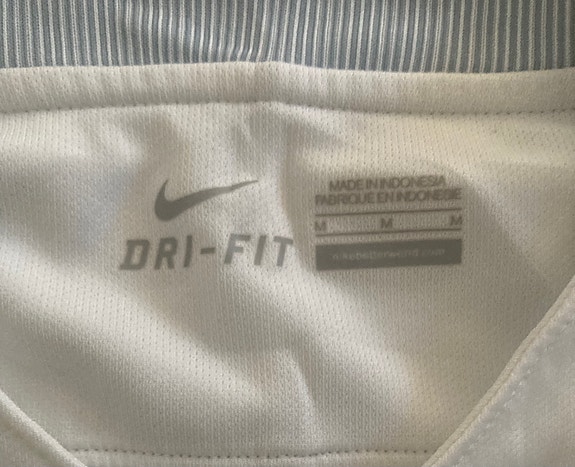 DRI-FIT
MADE IN INDONESIA
FABRIQUE EN INDONESIE
M M M
nikebetterworld.com